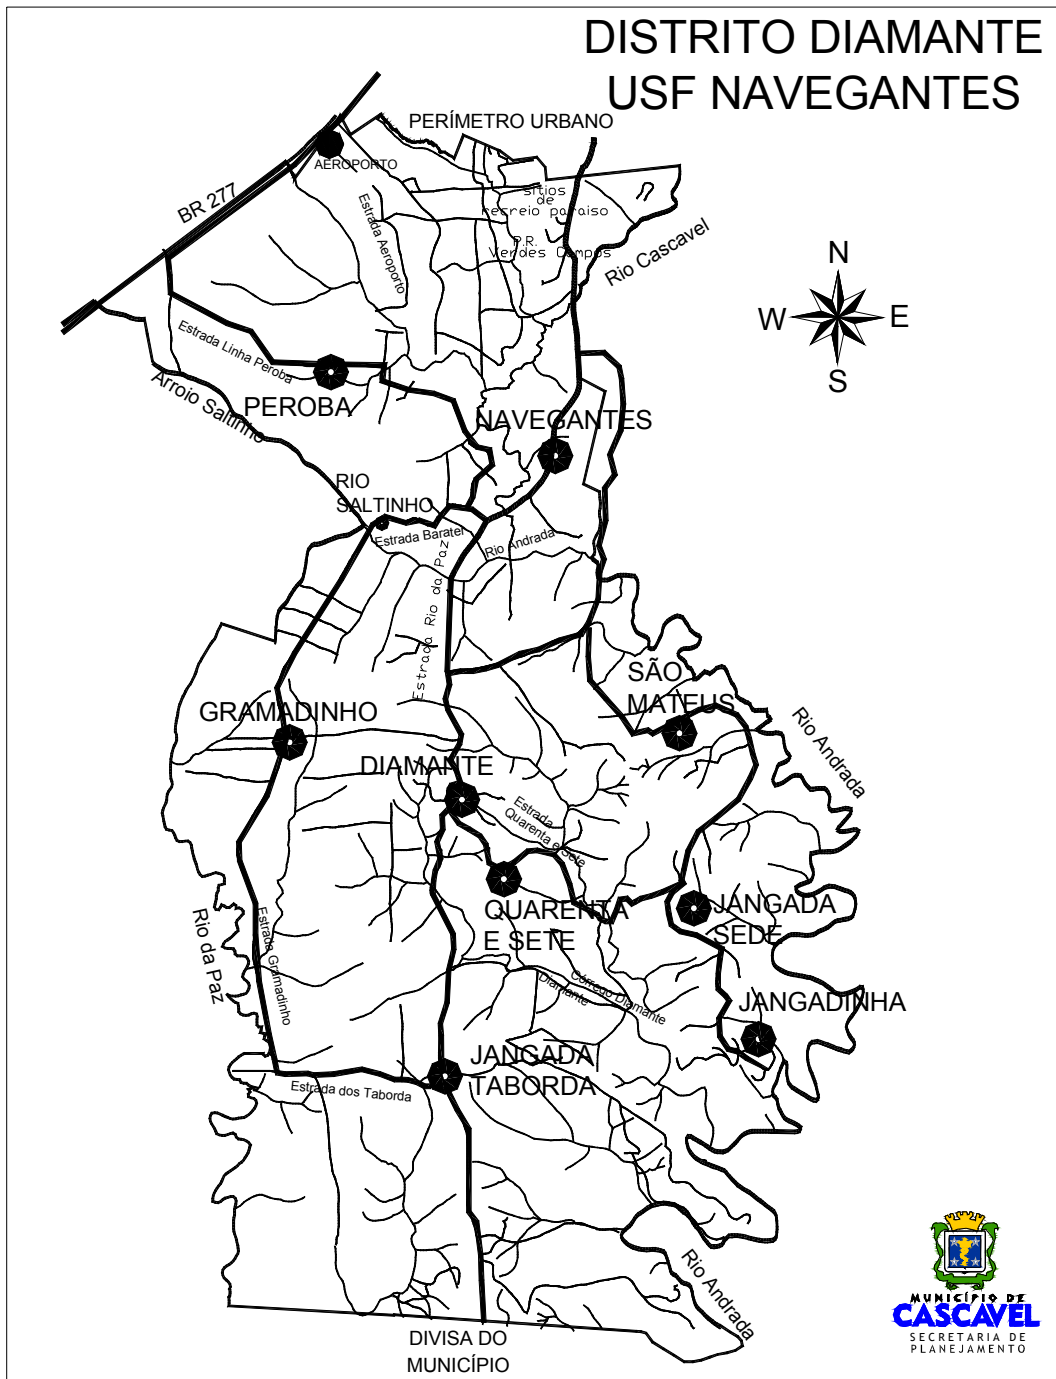 DISTRITO DIAMANTE
USF NAVEGANTES
PERÍMETRO URBANO
AEROPORTO
BR 277
Estrada Aeroporto
sitios
de
recreio paraiso
P.R.
Verdes Campos
Rio Cascavel
N
W
E
S
Estrada Linha Peroba
Arroio Saltinho
PEROBA
NAVEGANTES
RIO
SALTINHO
Estrada Baratel
Rio Andrada
Estrada Rio da Paz
SÃO
MATEUS
GRAMADINHO
Rio Andrada
DIAMANTE
Estrada
Quarenta e Sete
QUARENTA
E SETE
JANGADA
SEDE
Rio da Paz
Estrada Gramadinho
Córrego Diamante
Diamante
JANGADINHA
JANGADA
TABORDA
Estrada dos Taborda
Rio Andrada
DIVISA DO
MUNICÍPIO
MUNICÍPIO DE
CASCAVEL
SECRETARIA DE
PLANEJAMENTO